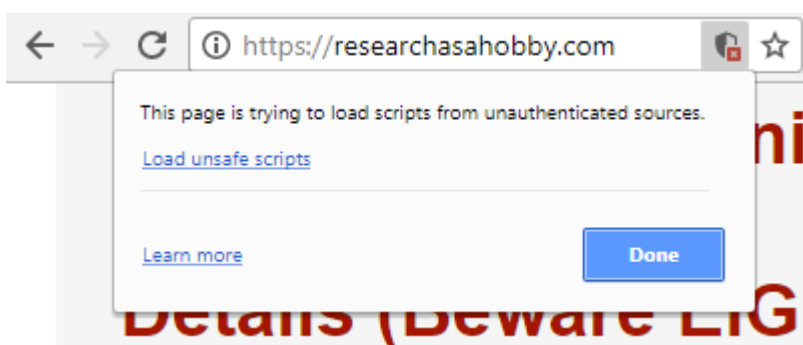 https://researchasahobby.com
This page is trying to load scripts from unauthenticated sources.
Load unsafe scripts
Learn more
Done
Details (Beware